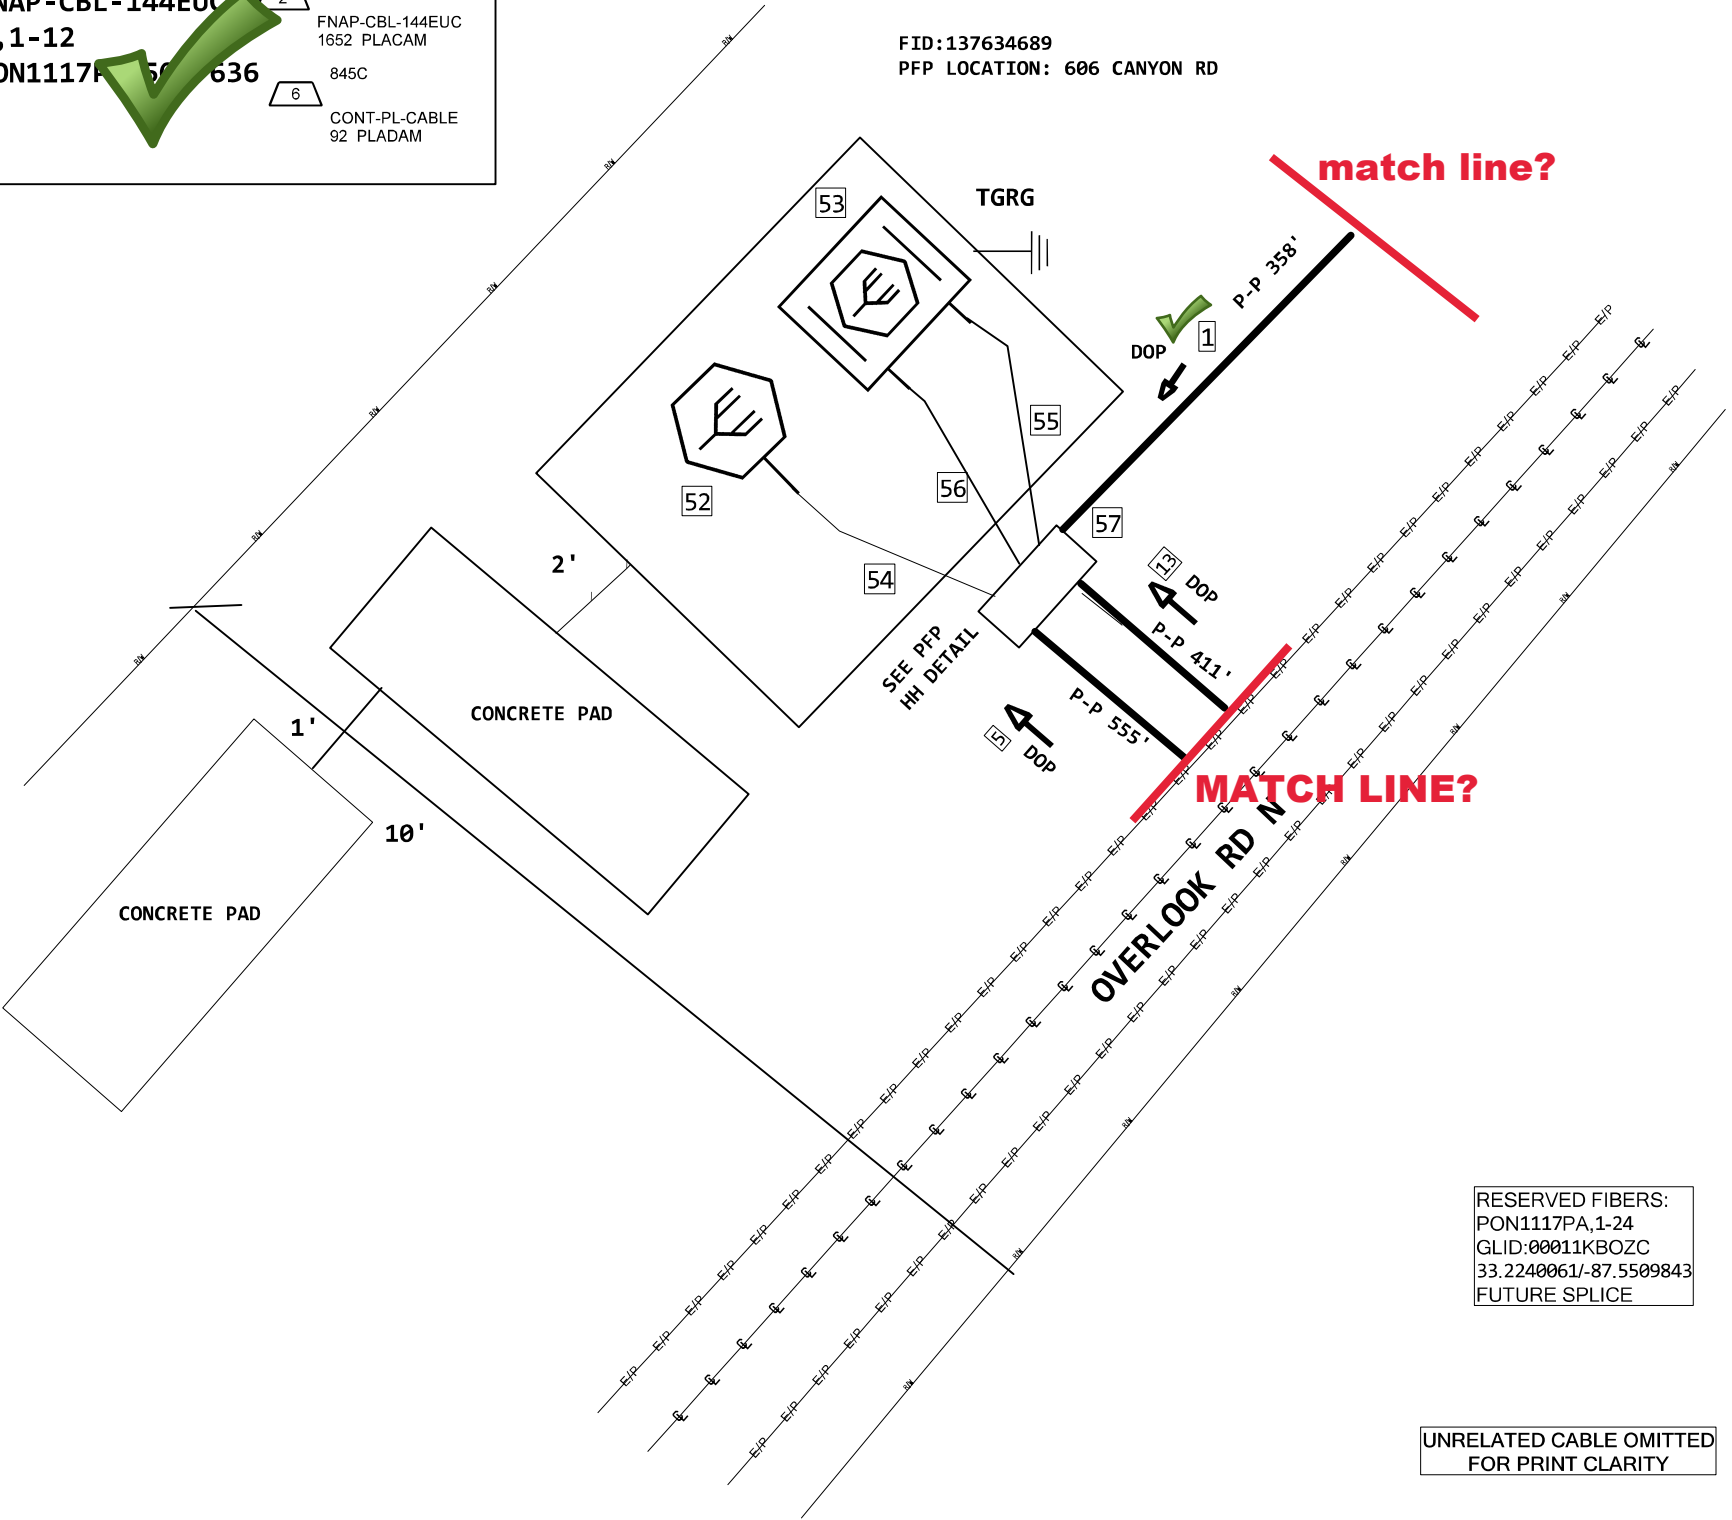 FNAP-CBL-144EUC
1652 PLACAM
,1-12
845C
636
6
CONT-PL-CABLE
92 PLADAM
FID:137634689
PFP LOCATION: 606 CANYON RD
match line?
53
TGRG
P-P 358'
1
DOP
55
56
52
57
54
2'
13
DOP
P-P 411'
SEE PFP
HH DETAIL
P-P 555'
5
DOP
CONCRETE PAD
1'
10'
CONCRETE PAD
MATCH LINE?
OVERLOOK RD N
E/P
R/W
RESERVED FIBERS:
PON1117PA,1-24
GLID:00011KBOZC
33.2240061/-87.5509843
FUTURE SPLICE
UNRELATED CABLE OMITTED
FOR PRINT CLARITY